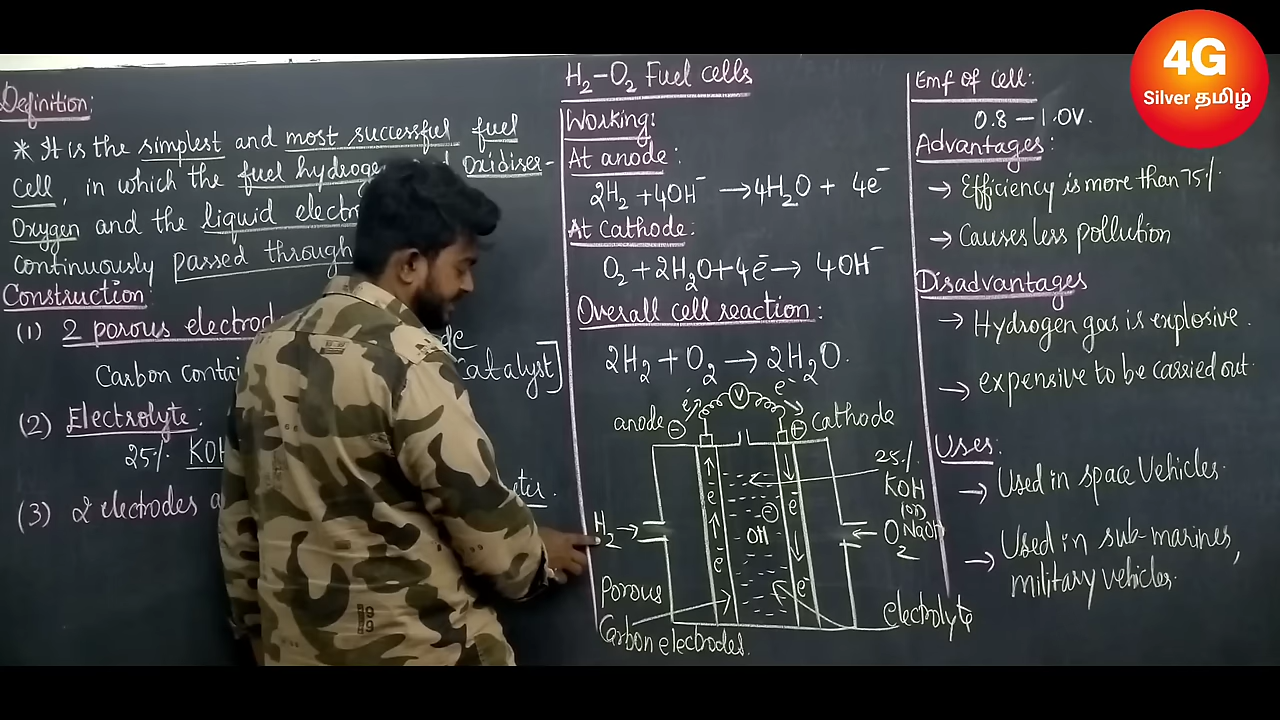 4G
Silver தமிழ்
Definition:
* It is the simplest and most successful fuel
cell, in which the fuel hydroge Oxidiser-
Oxygen and the liquid electr
continuously passed through
Construction:
(1) 2 porous electrod
Carbon contai Catalyst]
(2) Electrolyte:
25% KOH
(3) 2 electrodes a eter.
H2-O2 Fuel cells
Working:
At anode:
2H2 + 4OH⁻ → 4H2O + 4e⁻
At Cathode:
O2 + 2H2O + 4e⁻ → 4OH⁻
Overall cell reaction:
2H2 + O2 → 2H2O.
anode ⊖ e⁻ V e⁻ ⊕ Cathode
25%
KOH
(or)
NaOH
e⁻ OH⁻ e⁻
H2 → ← O2
e⁻ e⁻
Porous
Carbon electrodes.
electrolyte
Emf of cell:
0.8 – 1.0V.
Advantages:
→ Efficiency is more than 75%.
→ Causes less pollution
Disadvantages
→ Hydrogen gas is explosive.
→ expensive to be carried out.
Uses:
→ Used in space Vehicles.
→ Used in sub-marines,
military vehicles.